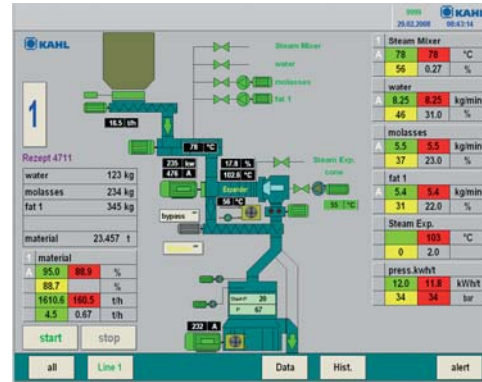 9999
KAHL
29.02.2008 08:43:14
KAHL
1
Rezept 4711
water 123 kg
molasses 234 kg
fat 1 345 kg
material 23.457 t
1 material
A 95.0 88.9 %
88.7 %
1610.6 160.5 t/h
4.5 0.67 t/h
start stop
Steam Mixer
water
molasses
fat 1
16.5 t/h
78 °C
235 kw
476 A
17.8 %
102.6 °C
Expander
56 °C
Steam Exp.
cone
55 °C
bypass
Start P 20
P 67
232 A
1 Steam Mixer
A 78 78 °C
56 0.27 %
water
A 8.25 8.25 kg/min
46 31.0 %
molasses
A 5.5 5.5 kg/min
37 23.0 %
fat 1
A 5.4 5.4 kg/min
31 22.0 %
Steam Exp.
103 °C
0 2.0
press.kwh/t
12.0 11.8 kWh/t
34 34 bar
all Line 1 Data Hist. alert